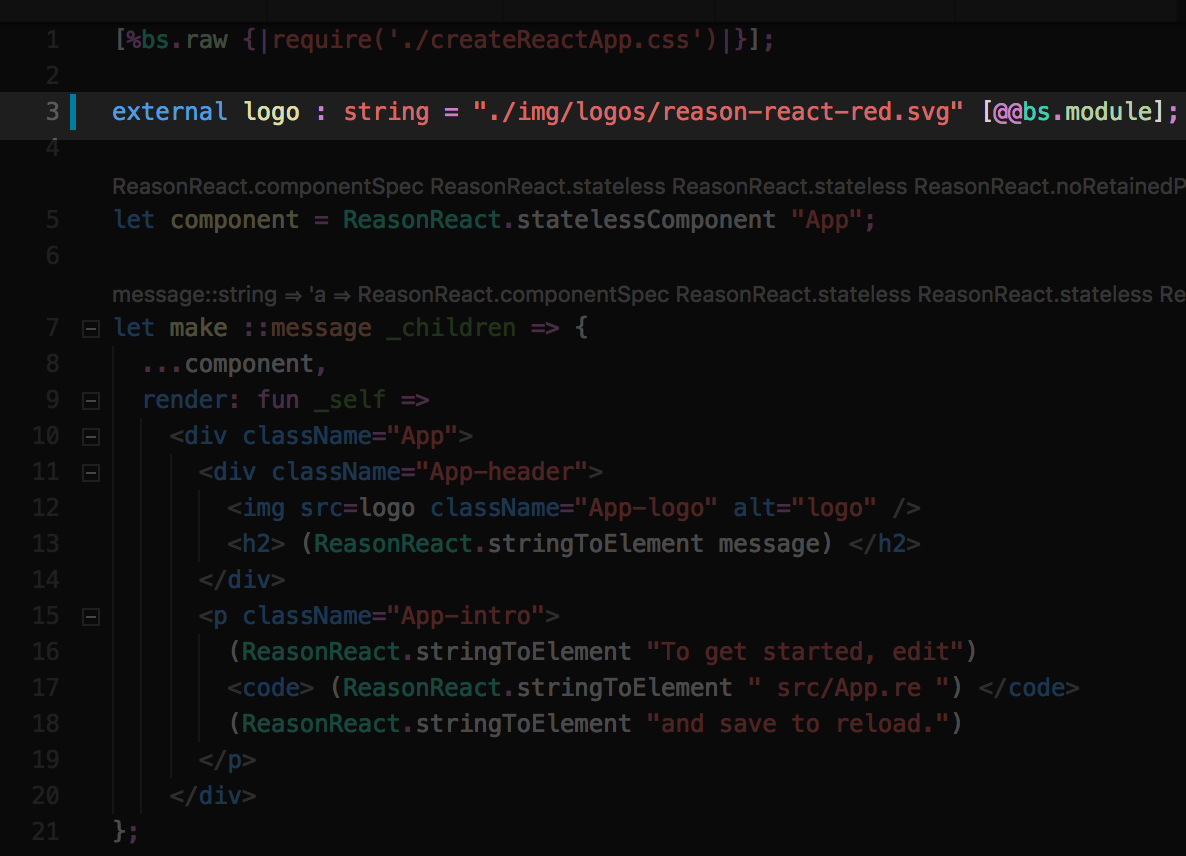 1 [%bs.raw {|require('./createReactApp.css')|}];
2
3 external logo : string = "./img/logos/reason-react-red.svg" [@@bs.module];
4
ReasonReact.componentSpec ReasonReact.stateless ReasonReact.stateless ReasonReact.noRetainedP
5 let component = ReasonReact.statelessComponent "App";
6
message::string => 'a => ReasonReact.componentSpec ReasonReact.stateless ReasonReact.stateless Re
7 let make ::message _children => {
8 ...component,
9 render: fun _self =>
10 <div className="App">
11 <div className="App-header">
12 <img src=logo className="App-logo" alt="logo" />
13 <h2> (ReasonReact.stringToElement message) </h2>
14 </div>
15 <p className="App-intro">
16 (ReasonReact.stringToElement "To get started, edit")
17 <code> (ReasonReact.stringToElement " src/App.re ") </code>
18 (ReasonReact.stringToElement "and save to reload.")
19 </p>
20 </div>
21 };